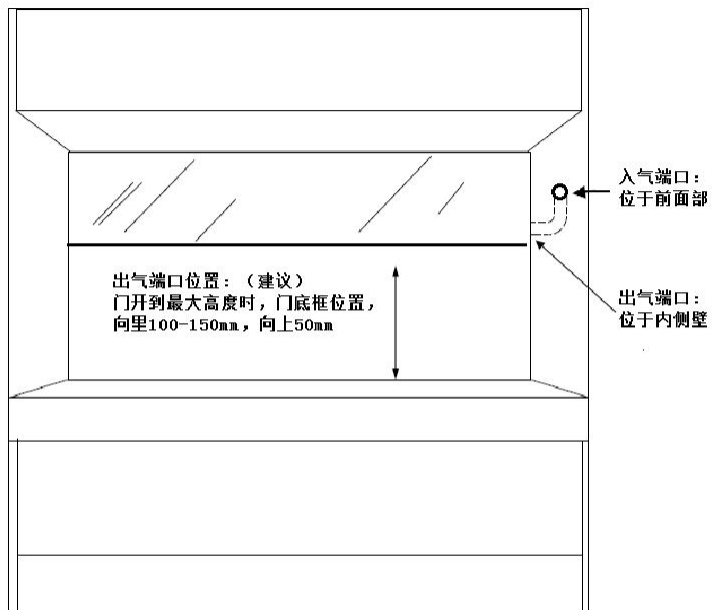 入气端口：
位于前面部
出气端口位置：（建议）
门开到最大高度时，门底框位置，
向里100-150mm，向上50mm
出气端口：
位于内侧壁